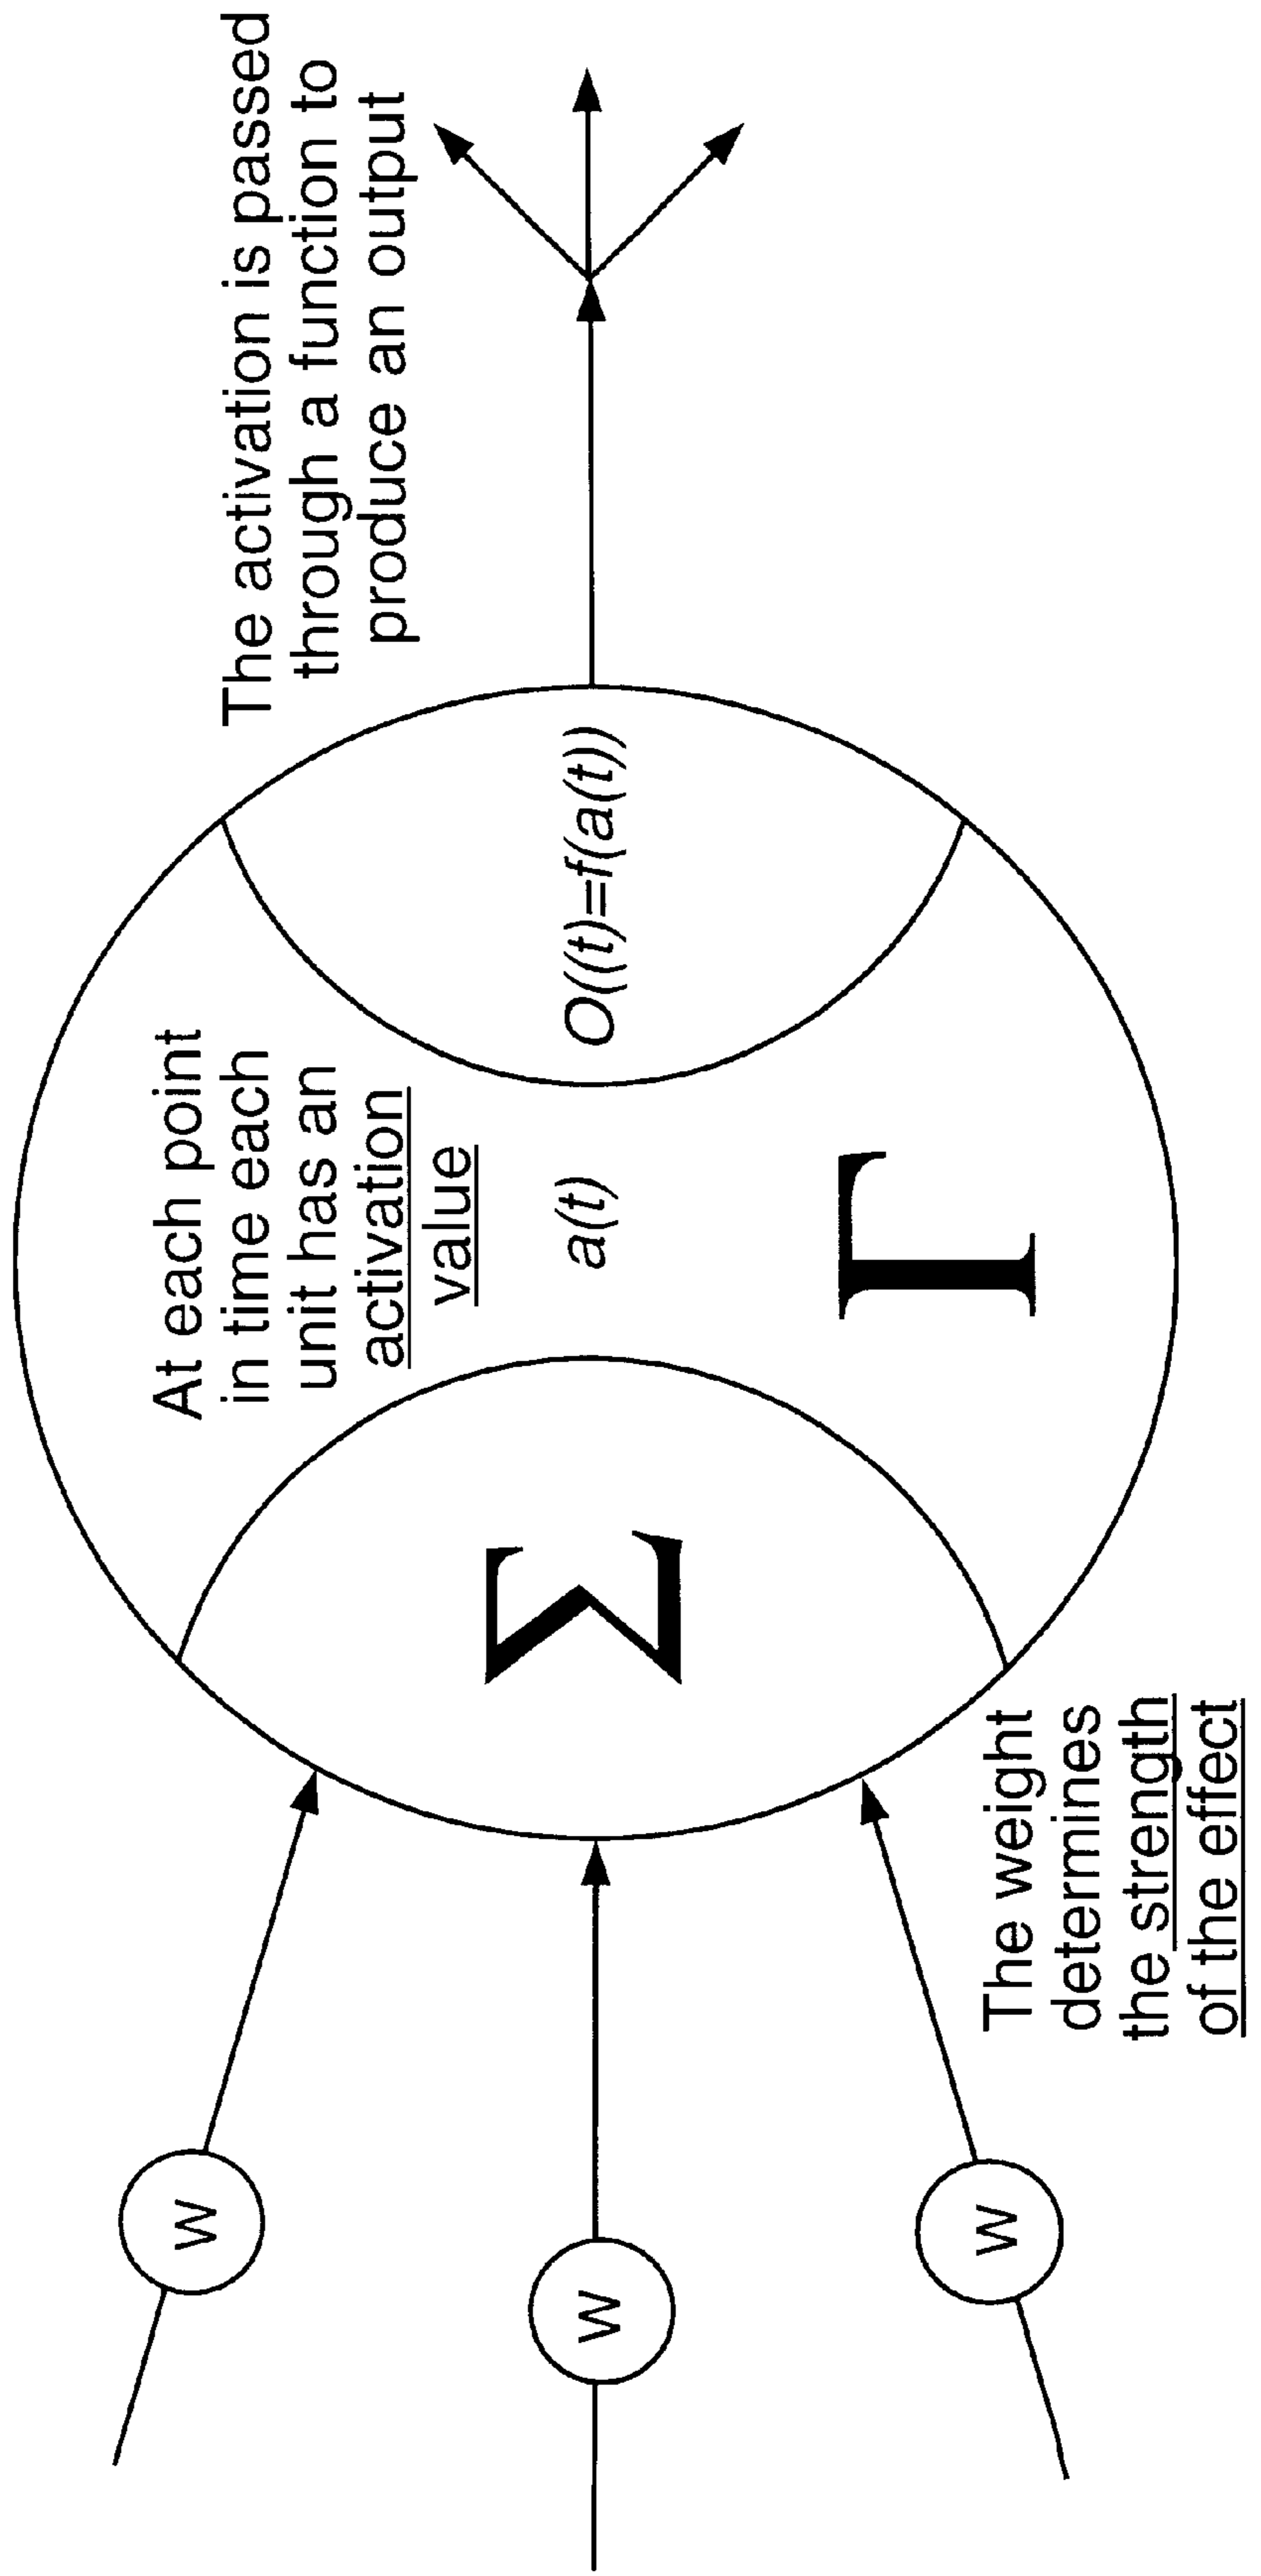 The activation is passed
through a function to
produce an output
At each point
in time each
unit has an
activation
value
a(t)
O((t)=f(a(t))
Σ
Γ
w
w
w
The weight
determines
the strength
of the effect